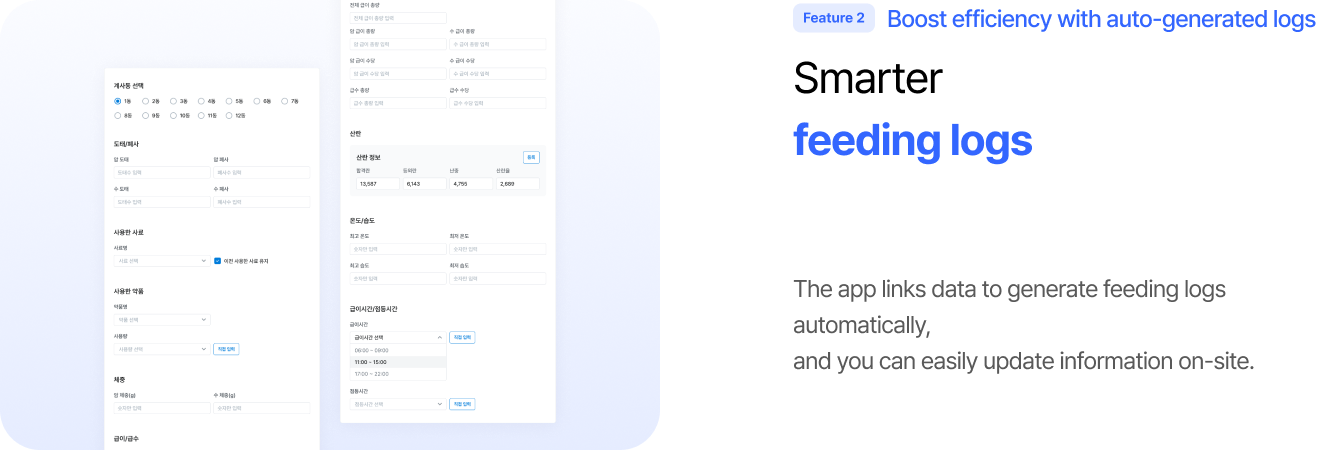 계사동 선택
1동 2동 3동 4동 5동 6동 7동
8동 9동 10동 11동 12동
도태/폐사
암 도태 암 폐사
도태수 입력 폐사수 입력
수 도태 수 폐사
도태수 입력 폐사수 입력
사용한 사료
사료명
사료 선택 이전 사용한 사료 유지
사용한 약품
약품명
약품 선택
사용량
사용량 선택 직접 입력
체중
암 체중(g) 수 체중(g)
숫자만 입력 숫자만 입력
급이/급수
전체 급이 총량
전체 급이 총량 입력
암 급이 총량 수 급이 총량
암 급이 총량 입력 수 급이 총량 입력
암 급이 수당 수 급이 수당
암 급이 수당 입력 수 급이 수당 입력
급수 총량 급수 수당
급수 총량 입력 급수 수당 입력
산란
산란 정보 등록
합격란 등외란 난중 산란율
13,587 6,143 4,755 2,689
온도/습도
최고 온도 최저 온도
숫자만 입력 숫자만 입력
최고 습도 최저 습도
숫자만 입력 숫자만 입력
급이시간/점등시간
급이시간
급이시간 선택 직접 입력
06:00 ~ 09:00
11:00 ~ 15:00
17:00 ~ 22:00
점등시간
점등시간 선택 직접 입력
Feature 2 Boost efficiency with auto-generated logs
Smarter
feeding logs
The app links data to generate feeding logs
automatically,
and you can easily update information on-site.